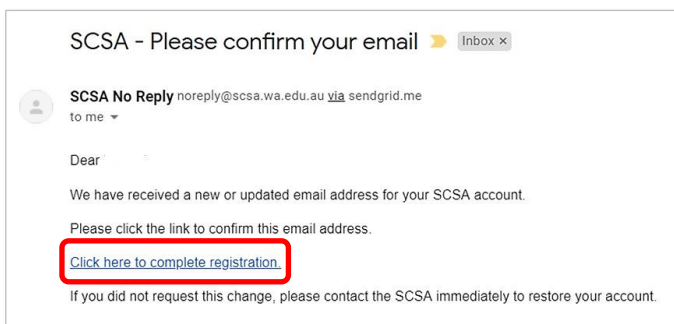 SCSA - Please confirm your email Inbox ×
SCSA No Reply noreply@scsa.wa.edu.au via sendgrid.me
to me
Dear
We have received a new or updated email address for your SCSA account.
Please click the link to confirm this email address.
Click here to complete registration.
If you did not request this change, please contact the SCSA immediately to restore your account.